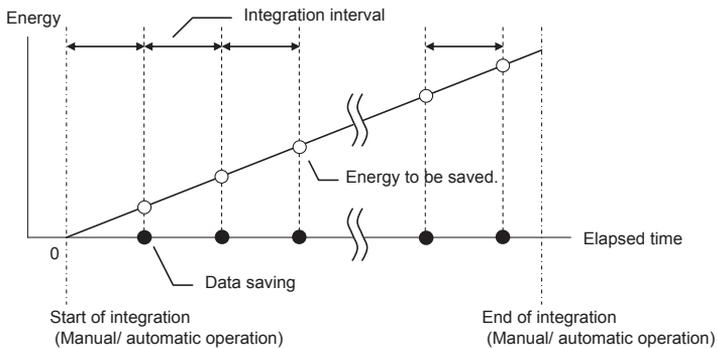 Energy
Integration interval
Energy to be saved.
Elapsed time
0
Data saving
Start of integration
(Manual/ automatic operation)
End of integration
(Manual/ automatic operation)